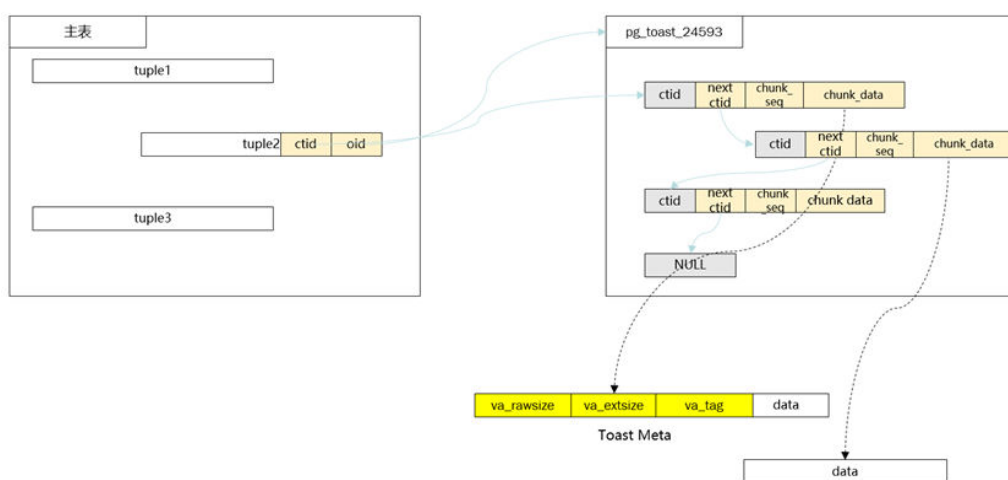 主表
pg_toast_24593
tuple1
ctid
next
ctid
chunk_
seq
chunk_data
tuple2
ctid
oid
ctid
next
ctid
chunk_
seq
chunk_data
tuple3
ctid
next
ctid
chunk
_seq
chunk data
NULL
va_rawsize
va_extsize
va_tag
data
Toast Meta
data